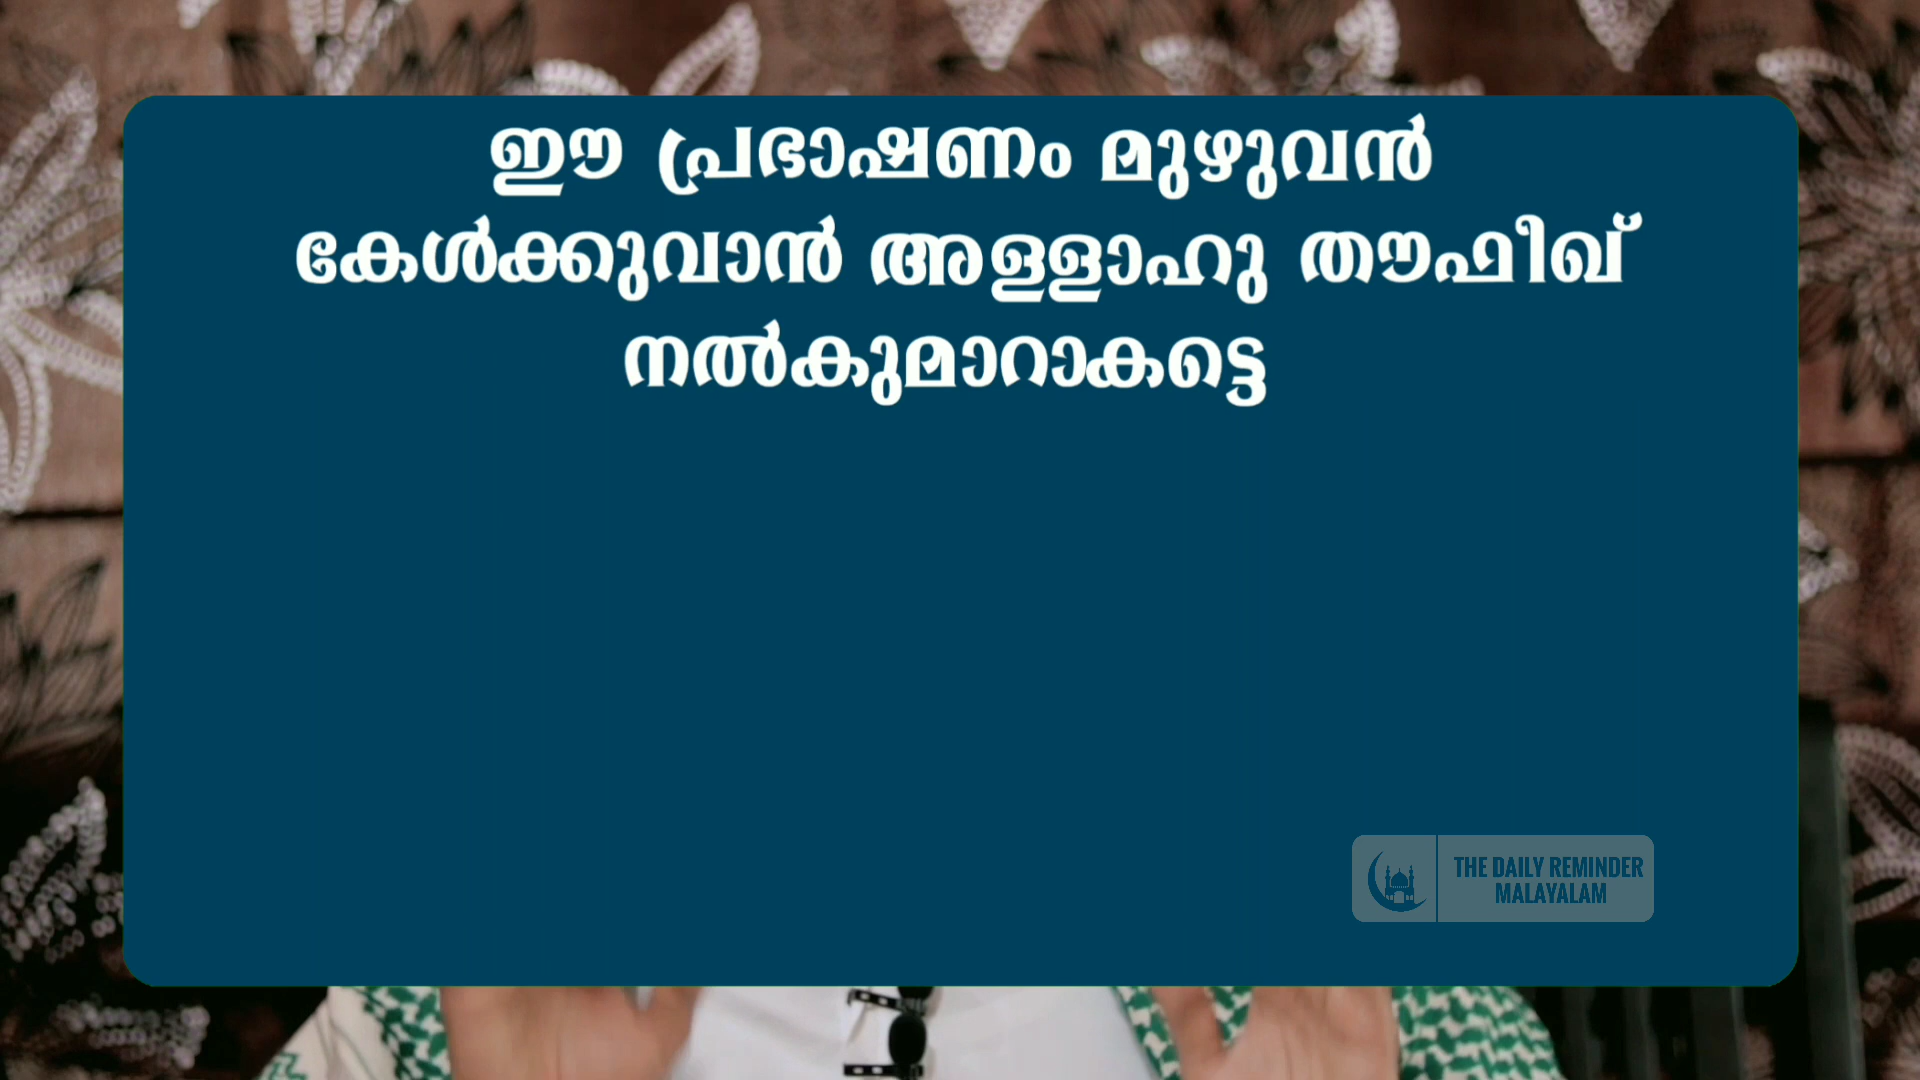 ഈ പ്രഭാഷണം മുഴുവൻ
കേൾക്കുവാൻ അള്ളാഹു തൗഫീഖ്
നൽകുമാറാകട്ടെ
THE DAILY REMINDER
MALAYALAM